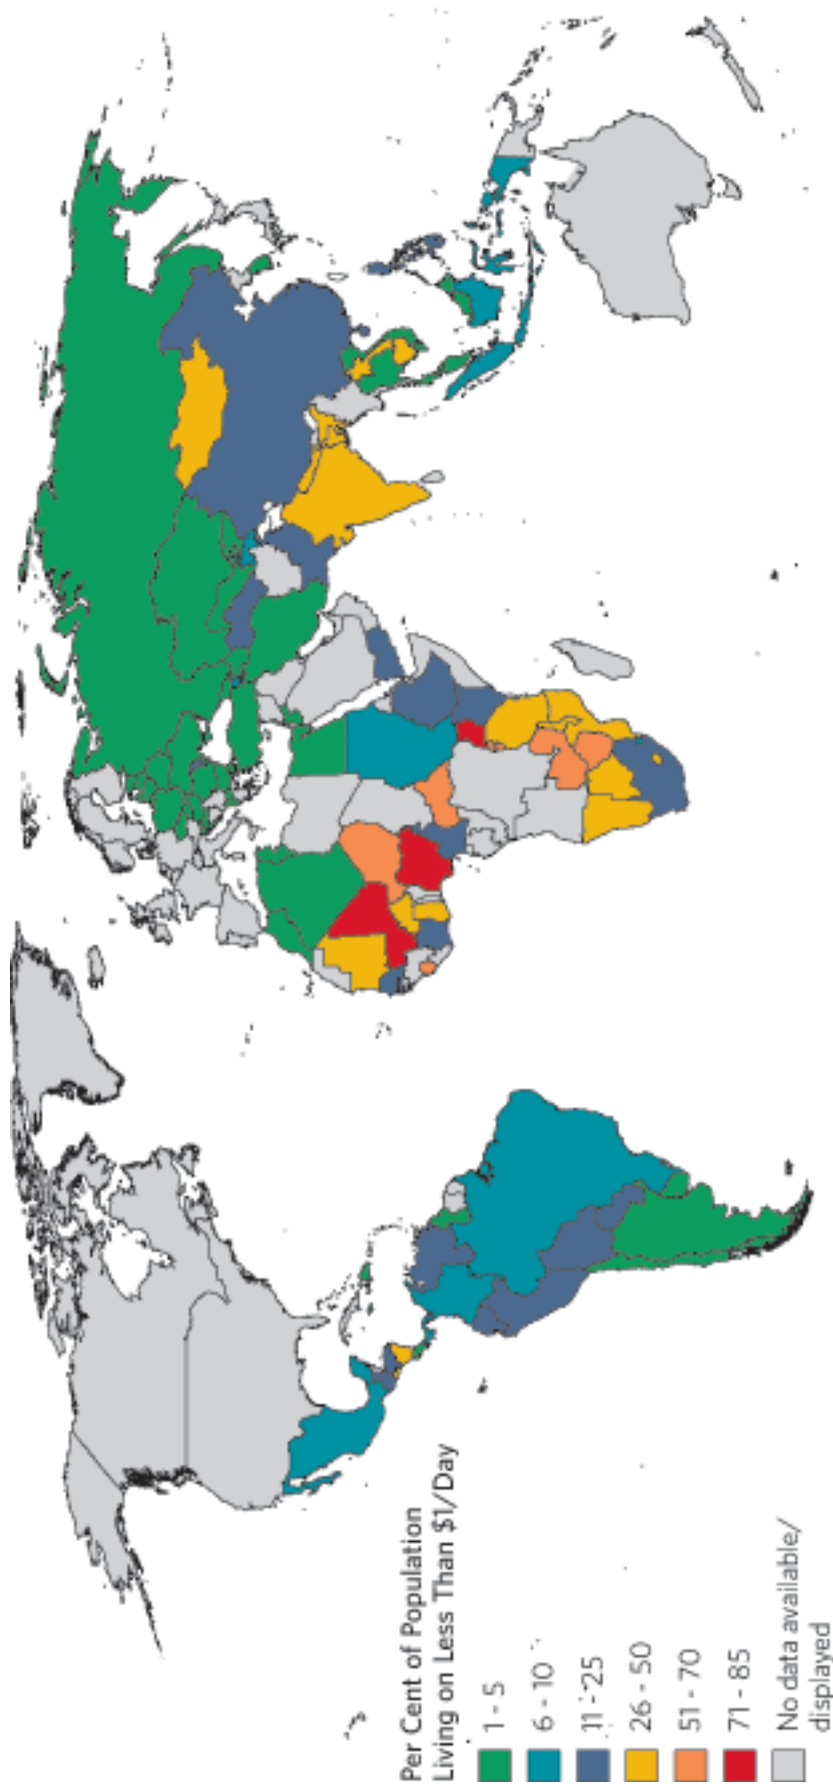 Per Cent of Population
Living on Less Than $1/Day
1 - 5
6 - 10
11 - 25
26 - 50
51 - 70
71 - 85
No data available/
displayed